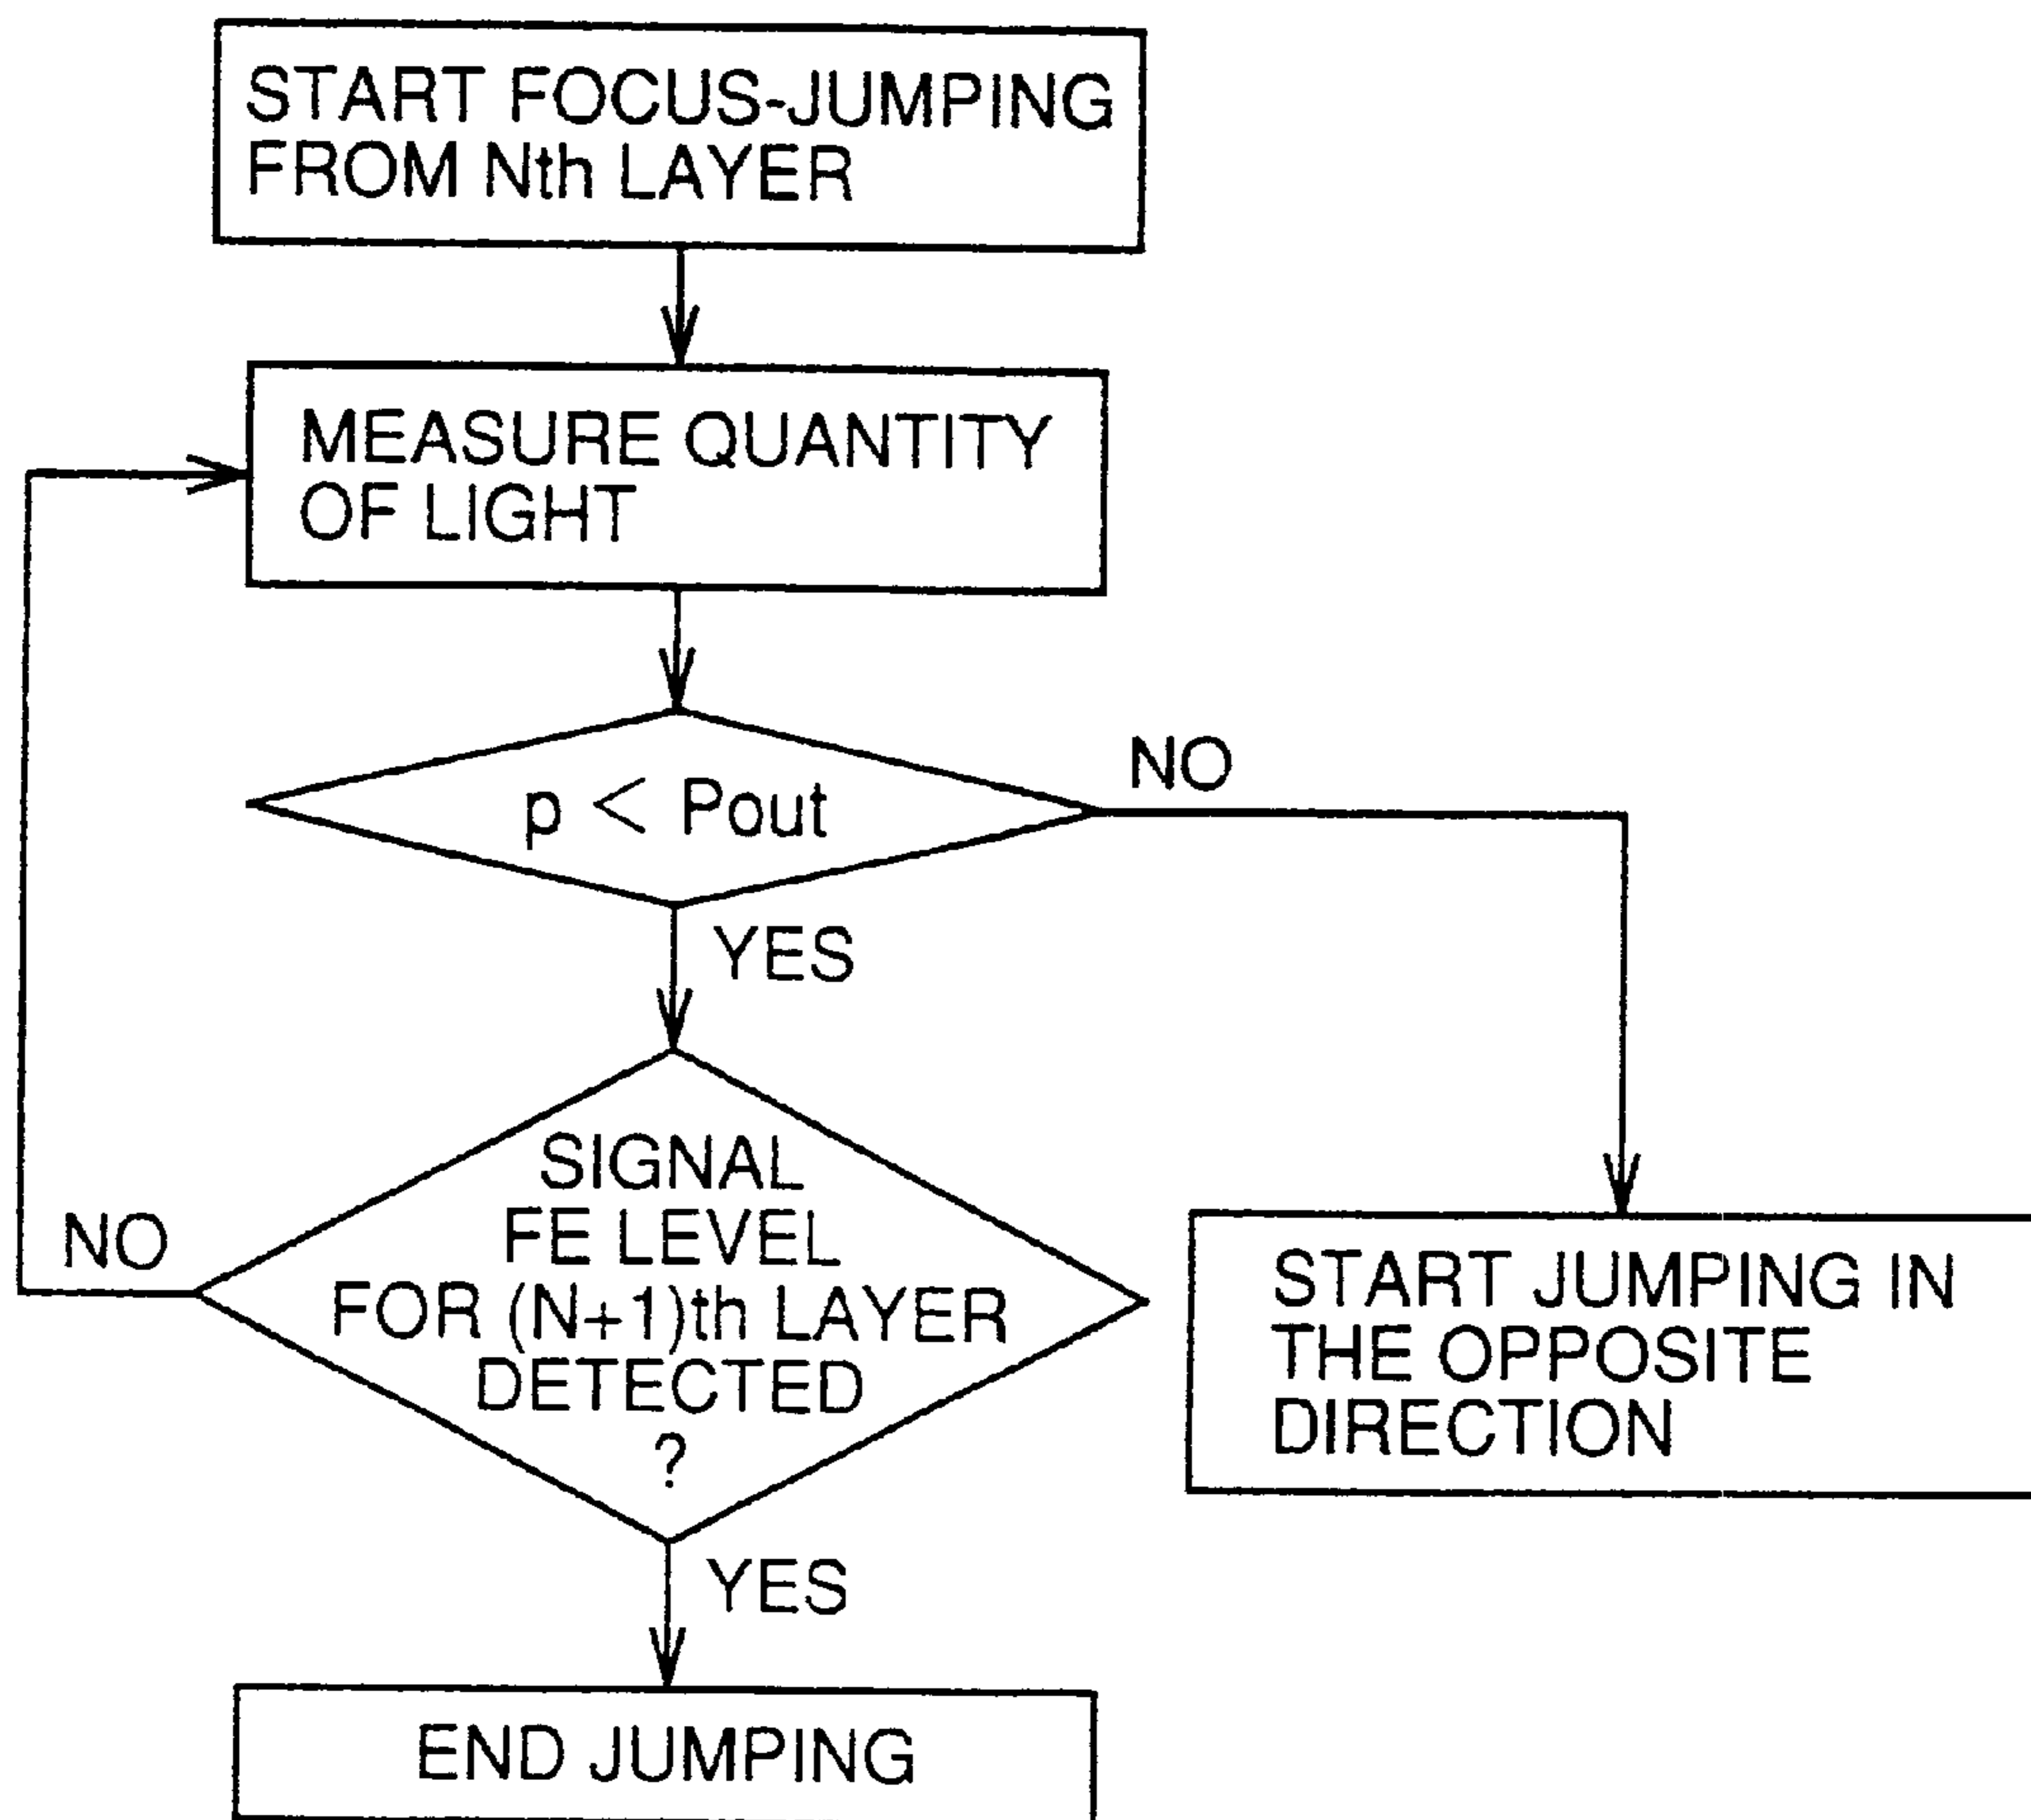 START FOCUS-JUMPING
FROM Nth LAYER
MEASURE QUANTITY
OF LIGHT
p < Pout
NO
YES
SIGNAL
FE LEVEL
FOR (N+1)th LAYER
DETECTED
?
NO
START JUMPING IN
THE OPPOSITE
DIRECTION
YES
END JUMPING